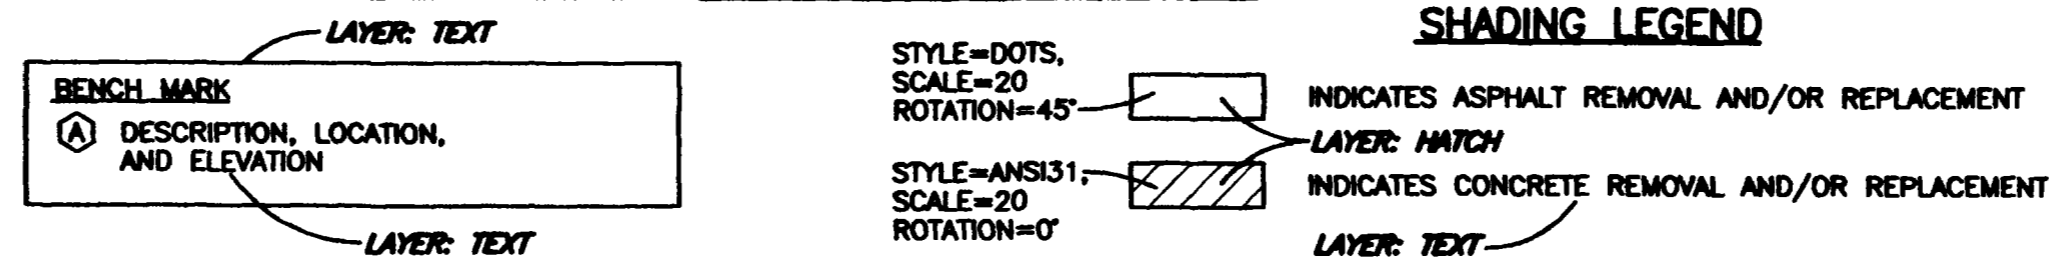 LAYER: TEXT
BENCH MARK
A DESCRIPTION, LOCATION,
AND ELEVATION
LAYER: TEXT
SHADING LEGEND
STYLE=DOTS,
SCALE=20
ROTATION=45°
INDICATES ASPHALT REMOVAL AND/OR REPLACEMENT
LAYER: HATCH
STYLE=ANSI31,
SCALE=20
ROTATION=0°
INDICATES CONCRETE REMOVAL AND/OR REPLACEMENT
LAYER: TEXT